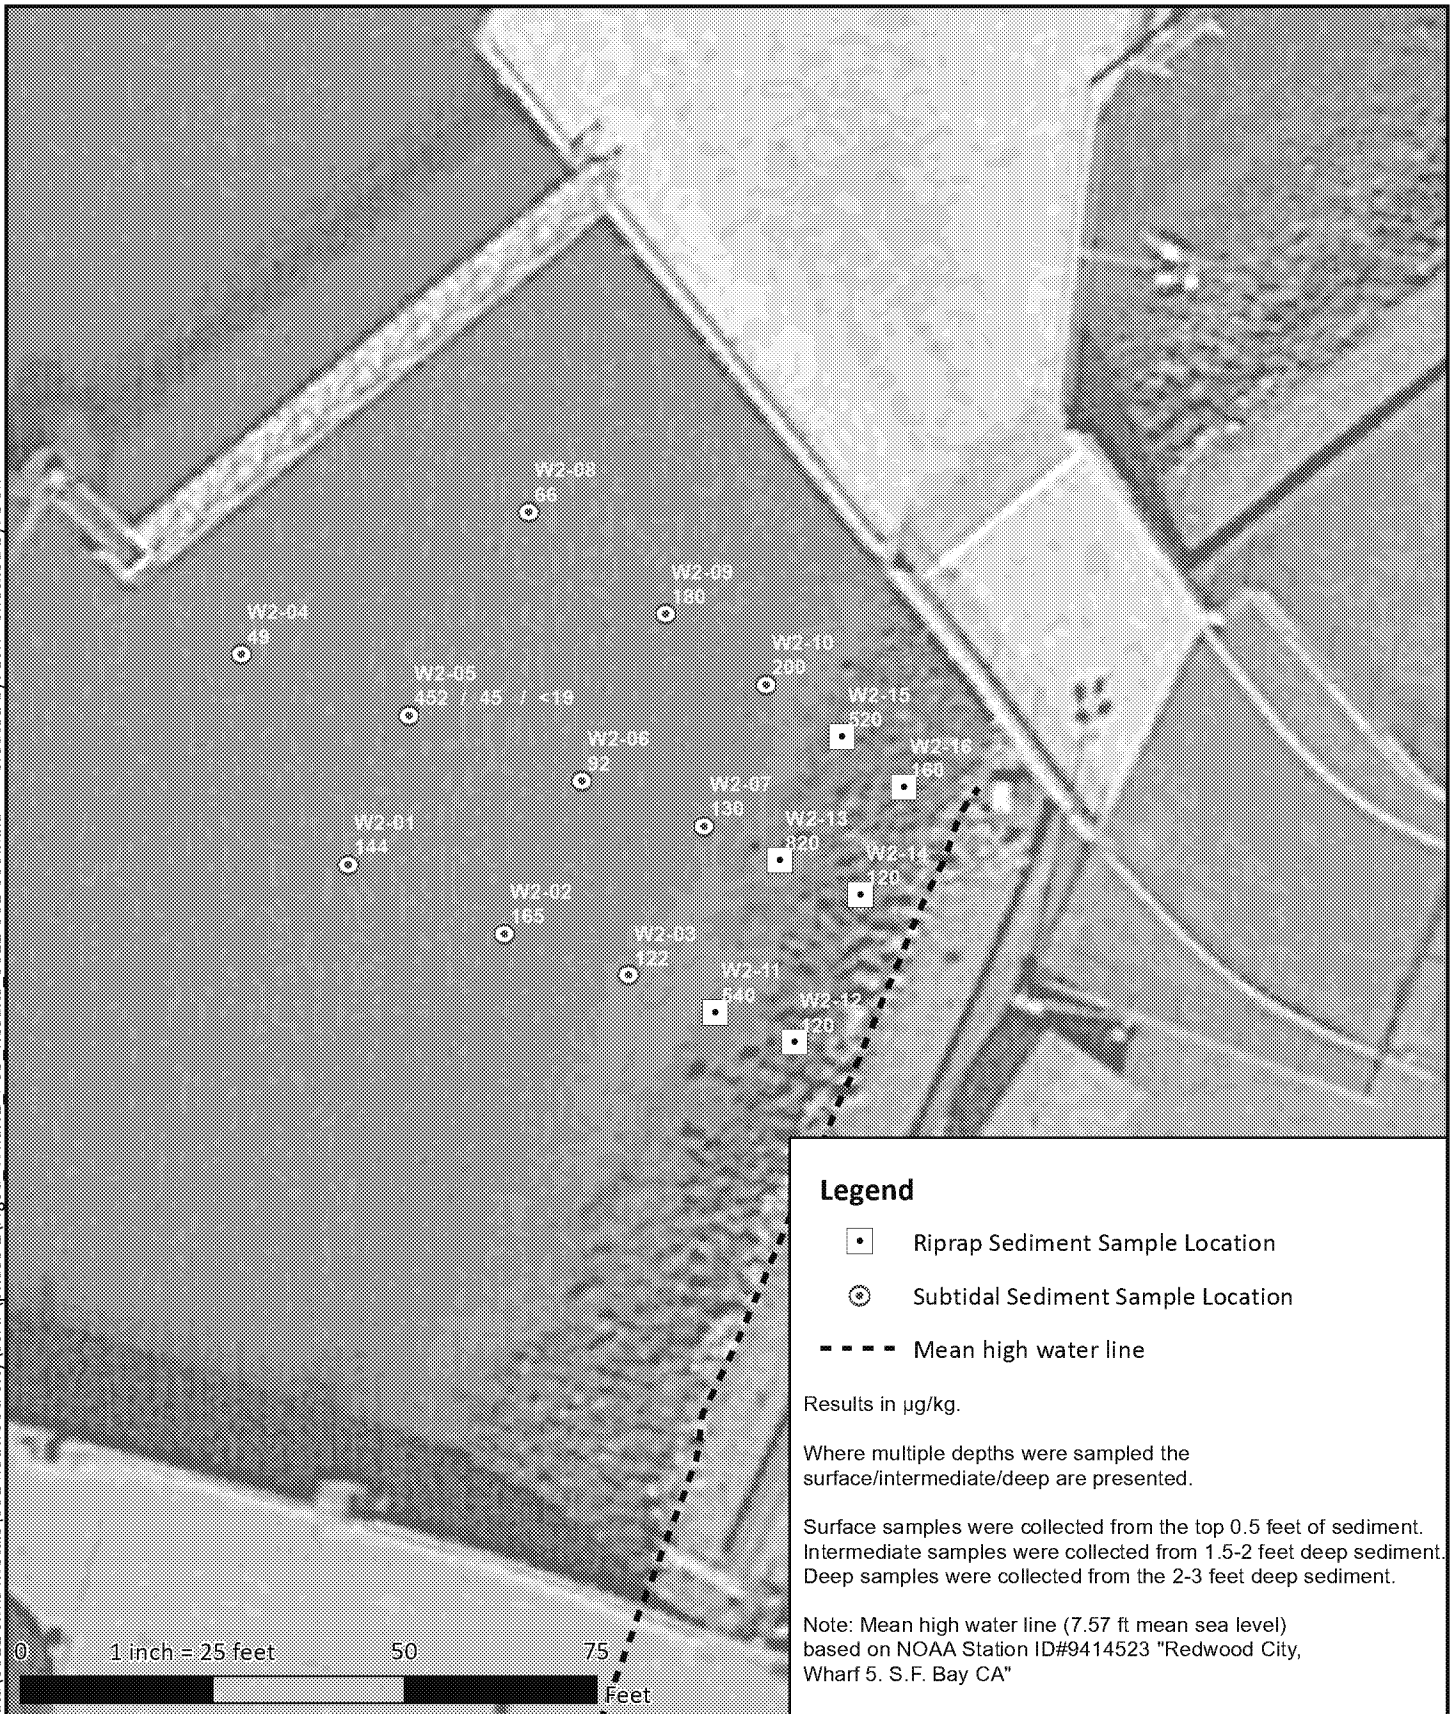 W2-08
66
W2-09
W2-04
49
W2-10
200
W2-05
452 / 45 / <19
W2-15
520
W2-06
92
W2-16
160
W2-07
130
W2-01
144
W2-13
820
W2-14
120
W2-02
165
W2-03
122
W2-11
640
W2-12
120
Legend
Riprap Sediment Sample Location
Subtidal Sediment Sample Location
Mean high water line
Results in µg/kg.
Where multiple depths were sampled the
surface/intermediate/deep are presented.
Surface samples were collected from the top 0.5 feet of sediment.
Intermediate samples were collected from 1.5-2 feet deep sediment.
Deep samples were collected from the 2-3 feet deep sediment.
Note: Mean high water line (7.57 ft mean sea level)
based on NOAA Station ID#9414523 "Redwood City,
Wharf 5. S.F. Bay CA"
0 1 inch = 25 feet 50 75
Feet